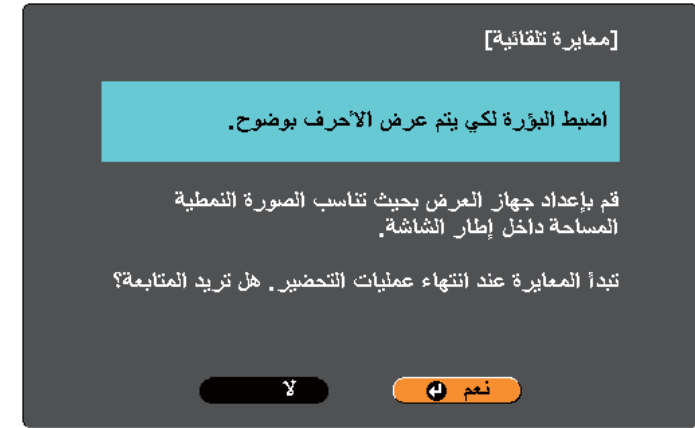 [معايرة تلقائية]
اضبط البؤرة لكي يتم عرض الأحرف بوضوح.
قم بإعداد جهاز العرض بحيث تناسب الصورة النمطية
المساحة داخل إطار الشاشة.
تبدأ المعايرة عند انتهاء عمليات التحضير. هل تريد المتابعة؟
نعم
لا